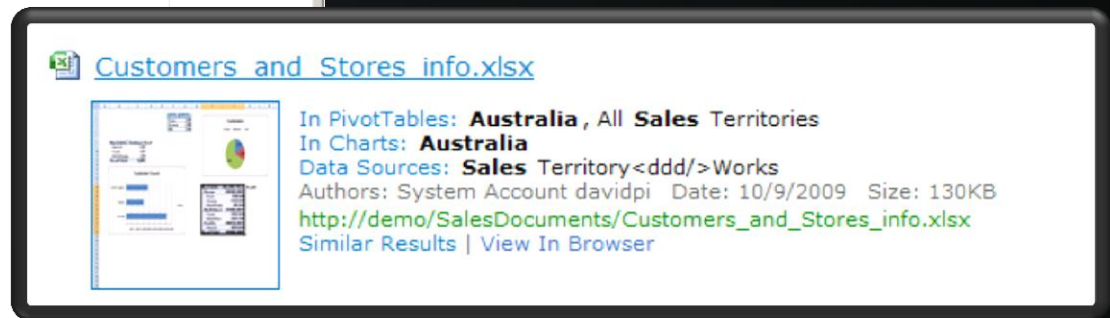 Customers_and_Stores_info.xlsx
In PivotTables: Australia, All Sales Territories
In Charts: Australia
Data Sources: Sales Territory<ddd/>Works
Authors: System Account davidpi Date: 10/9/2009 Size: 130KB
http://demo/SalesDocuments/Customers_and_Stores_info.xlsx
Similar Results | View In Browser